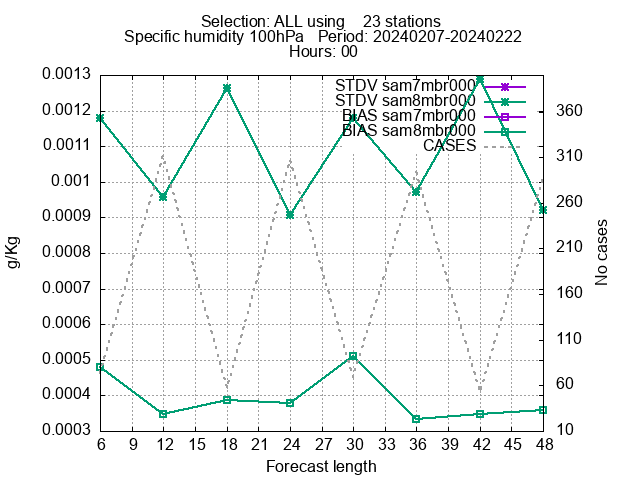 Selection: ALL using    23 stations
Specific humidity 100hPa   Period: 20240207-20240222
Hours: 00
STDV sam7mbr000
STDV sam8mbr000
BIAS sam7mbr000
BIAS sam8mbr000
CASES
0.0013
0.0012
0.0011
0.001
0.0009
0.0008
0.0007
0.0006
0.0005
0.0004
0.0003
g/Kg
360
310
260
210
160
110
60
10
No cases
6 9 12 15 18 21 24 27 30 33 36 39 42 45 48
Forecast length